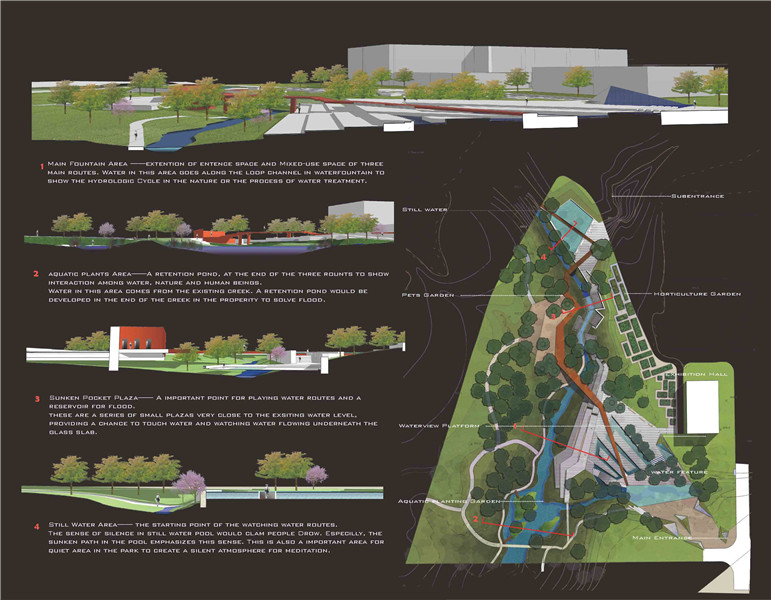 1 Main Fountain Area ——extention of entence space and Mixed-use space of three
main routes. Water in this area goes along the loop channel in waterfountain to
show the hydrologic Cycle in the nature or the process of water treatment.
2 aquatic plants Area——A retention pond, at the end of the three rounts to show
interaction among water, nature and human beings.
Water in this area comes from the existing creek. A retention pond would be
developed in the end of the creek in the properity to solve flood.
3 Sunken Pocket Plaza—— A important point for playing water routes and a
reservoir for flood.
these are a series of small plazas very close to the exsiting water level,
providing a chance to touch water and watching water flowing underneath the
glass slab.
4 Still Water Area—— the starting point of the watching water routes.
The sense of silence in still water pool would clam people Drow. Especilly, the
sunken path in the pool emphasizes this sense. This is also a important area for
quiet area in the park to create a silent atmosphere for meditation.
Subentrance
Still water
4
Pets Garden
Horticulture Garden
3
Exhibition Hall
Waterview Platform
1
water feature
Aquatic planting Garden
2
Main Entrance